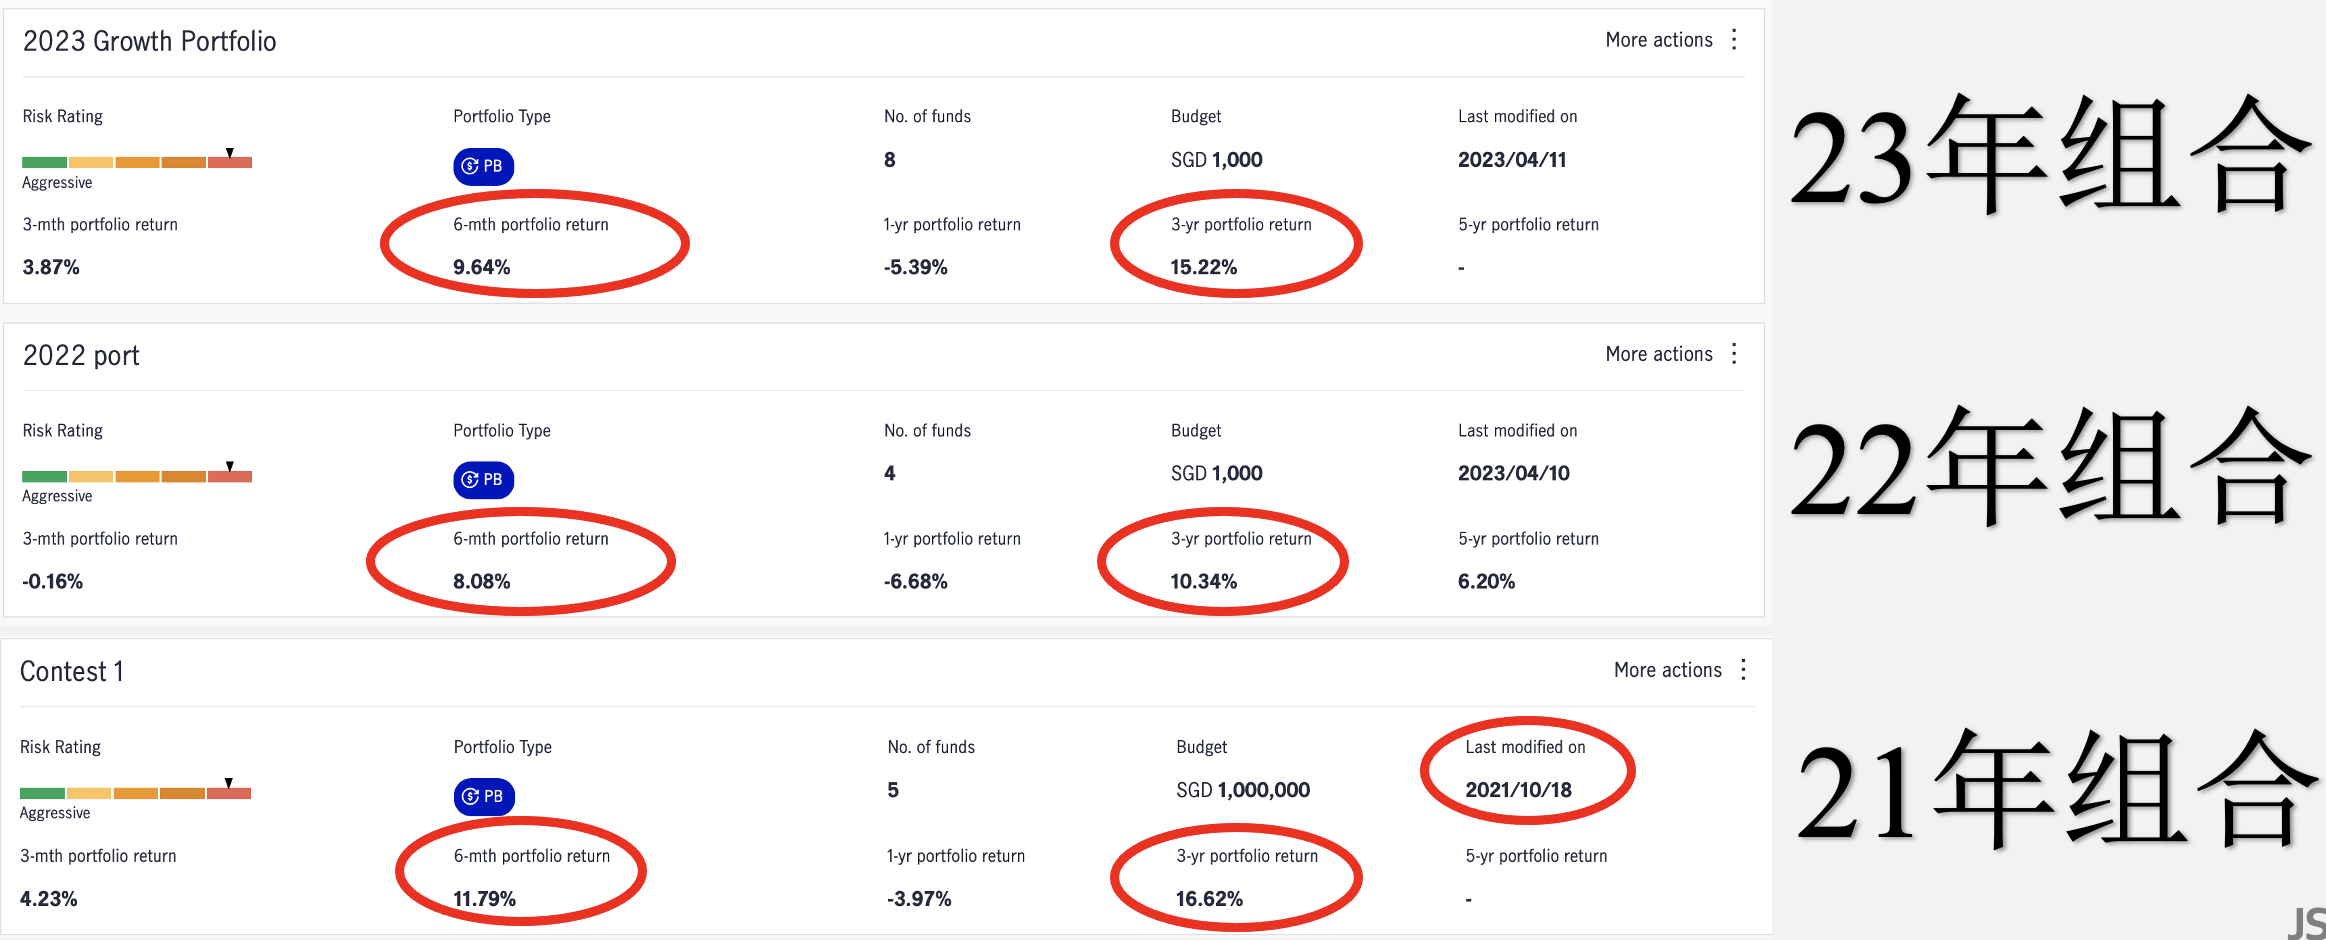 2023 Growth Portfolio
More actions
Risk Rating
Portfolio Type
No. of funds
Budget
Last modified on
PB
8
SGD 1,000
2023/04/11
Aggressive
3-mth portfolio return
6-mth portfolio return
1-yr portfolio return
3-yr portfolio return
5-yr portfolio return
3.87%
9.64%
-5.39%
15.22%
-
23年组合
2022 port
More actions
Risk Rating
Portfolio Type
No. of funds
Budget
Last modified on
PB
4
SGD 1,000
2023/04/10
Aggressive
3-mth portfolio return
6-mth portfolio return
1-yr portfolio return
3-yr portfolio return
5-yr portfolio return
-0.16%
8.08%
-6.68%
10.34%
6.20%
22年组合
Contest 1
More actions
Risk Rating
Portfolio Type
No. of funds
Budget
Last modified on
PB
5
SGD 1,000,000
2021/10/18
Aggressive
3-mth portfolio return
6-mth portfolio return
1-yr portfolio return
3-yr portfolio return
5-yr portfolio return
4.23%
11.79%
-3.97%
16.62%
-
21年组合
JS